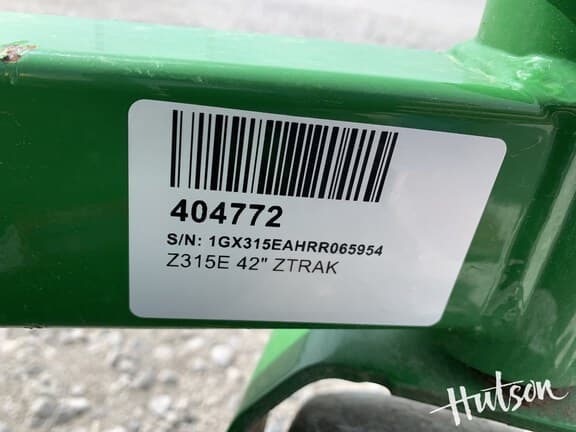 404772
S/N: 1GX315EAHRR065954
Z315E 42" ZTRAK
Hutson